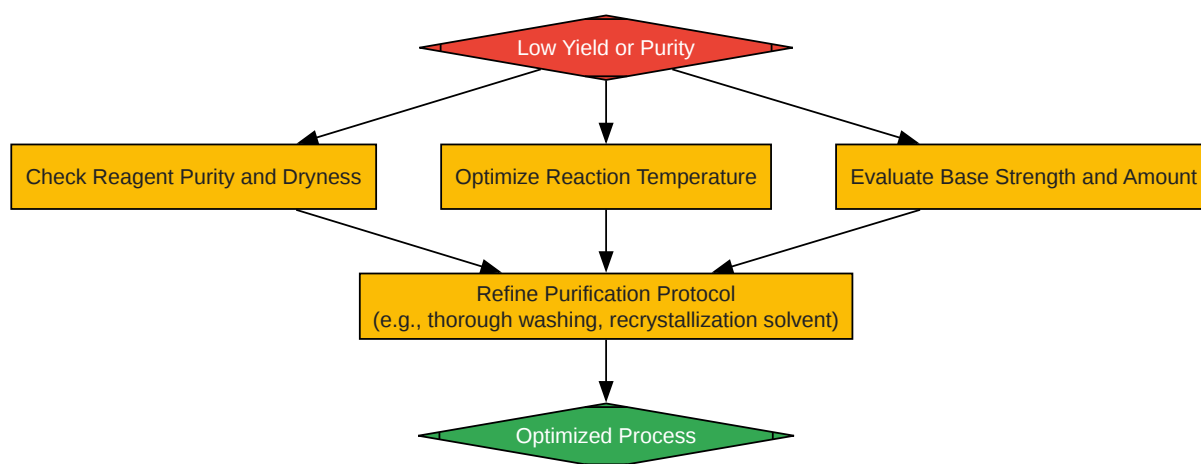 Low Yield or Purity
Check Reagent Purity and Dryness
Optimize Reaction Temperature
Evaluate Base Strength and Amount
Refine Purification Protocol
(e.g., thorough washing, recrystallization solvent)
Optimized Process